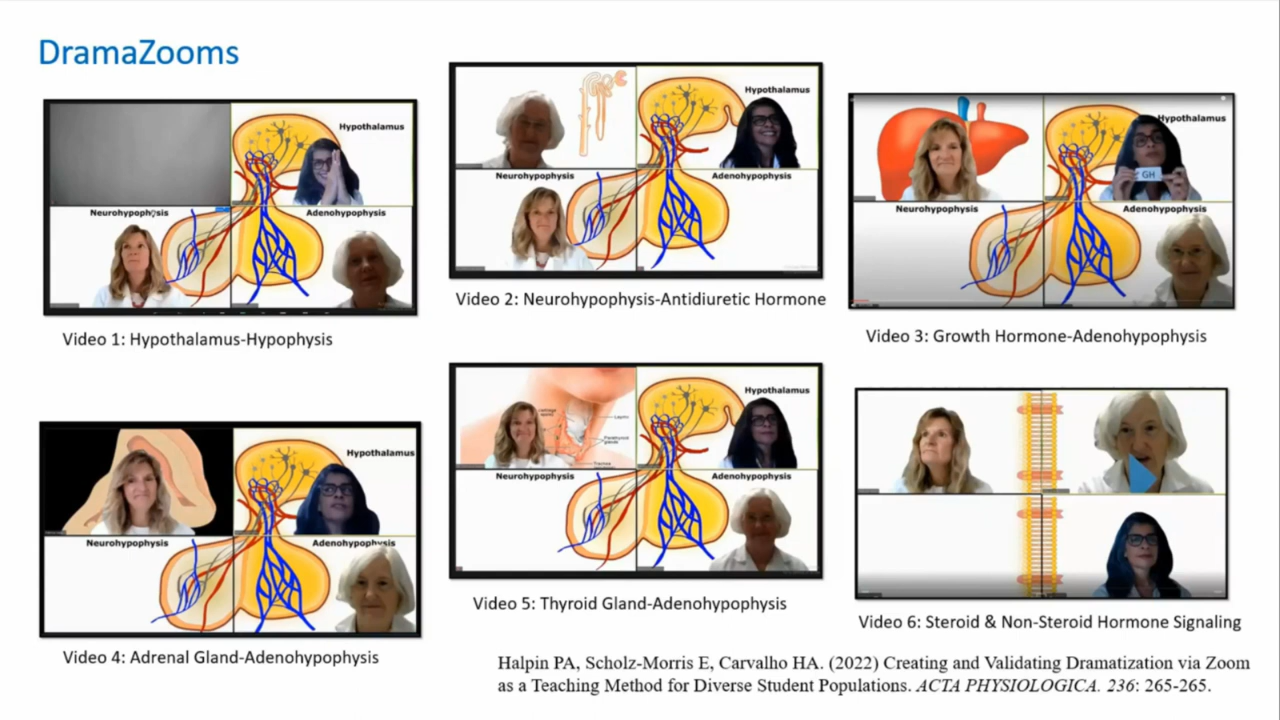 DramaZooms
Hypothalamus
Neurohypophysis
Adenohypophysis
Video 1: Hypothalamus-Hypophysis
Hypothalamus
Neurohypophysis
Adenohypophysis
Video 2: Neurohypophysis-Antidiuretic Hormone
Hypothalamus
GH
Neurohypophysis
Adenohypophysis
Video 3: Growth Hormone-Adenohypophysis
Hypothalamus
Neurohypophysis
Adenohypophysis
Video 4: Adrenal Gland-Adenohypophysis
Hypothalamus
Neurohypophysis
Adenohypophysis
Video 5: Thyroid Gland-Adenohypophysis
Video 6: Steroid & Non-Steroid Hormone Signaling
Halpin PA, Scholz-Morris E, Carvalho HA. (2022) Creating and Validating Dramatization via Zoom
as a Teaching Method for Diverse Student Populations. ACTA PHYSIOLOGICA. 236: 265-265.